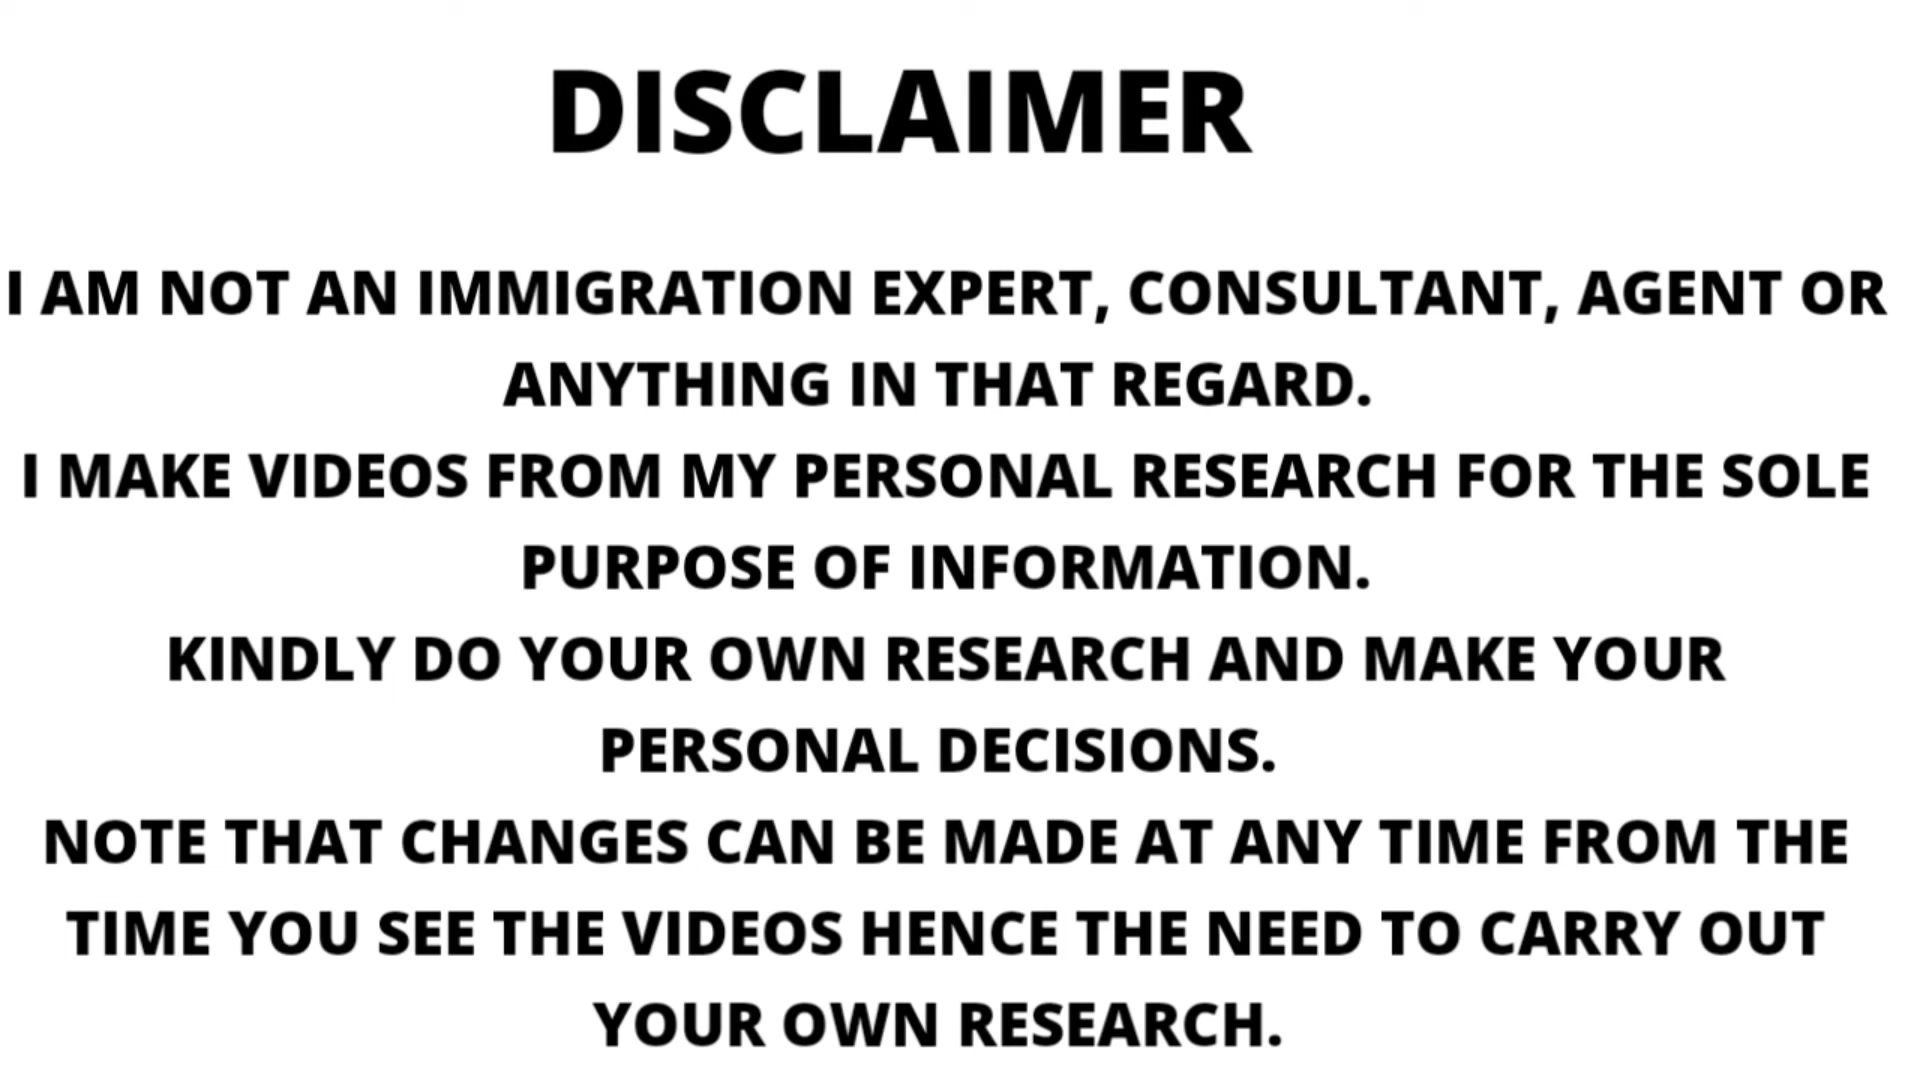 DISCLAIMER
I AM NOT AN IMMIGRATION EXPERT, CONSULTANT, AGENT OR
ANYTHING IN THAT REGARD.
I MAKE VIDEOS FROM MY PERSONAL RESEARCH FOR THE SOLE
PURPOSE OF INFORMATION.
KINDLY DO YOUR OWN RESEARCH AND MAKE YOUR
PERSONAL DECISIONS.
NOTE THAT CHANGES CAN BE MADE AT ANY TIME FROM THE
TIME YOU SEE THE VIDEOS HENCE THE NEED TO CARRY OUT
YOUR OWN RESEARCH.